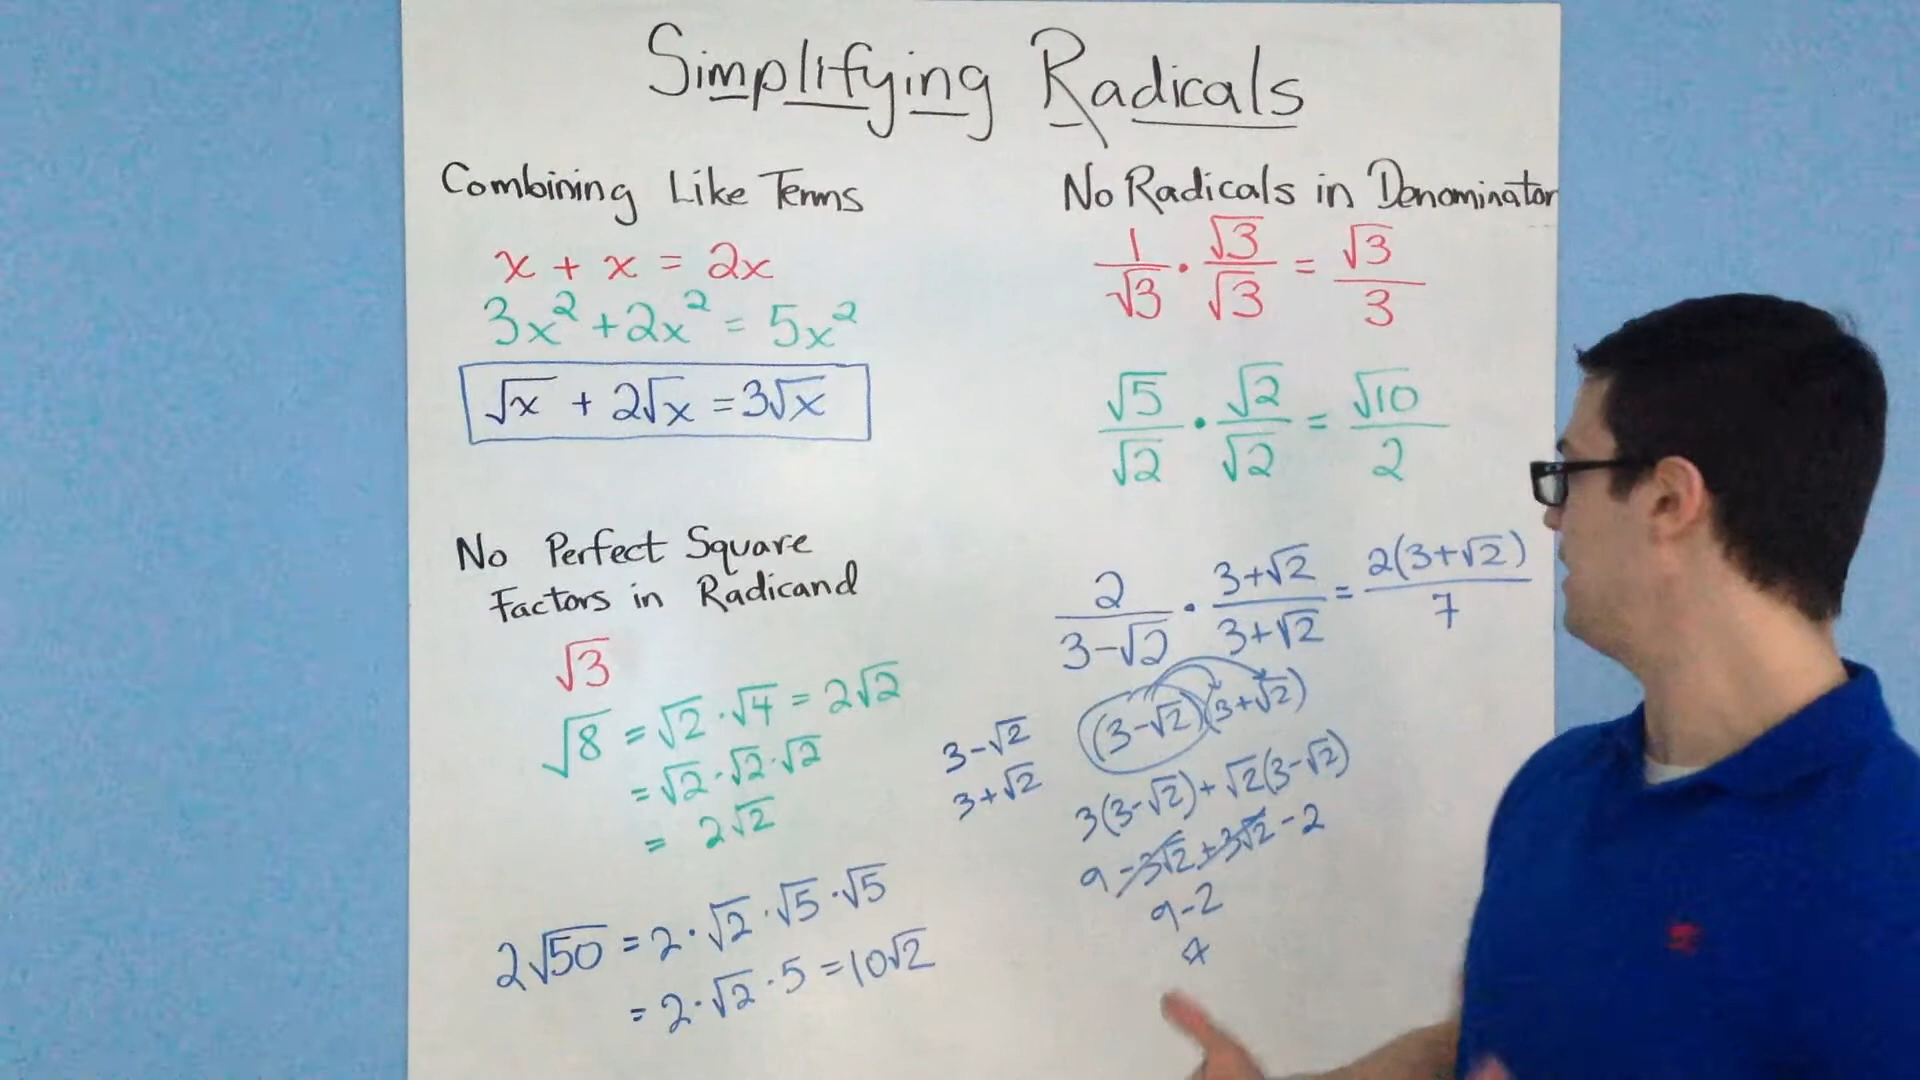 Simplifying Radicals
Combining Like Terms
x + x = 2x
3x² + 2x² = 5x²
√x + 2√x = 3√x
No Perfect Square
Factors in Radicand
√3
√8 = √2 · √4 = 2√2
= √2 · √2 · √2
= 2√2
2√50 = 2 · √2 · √5 · √5
= 2 · √2 · 5 = 10√2
No Radicals in Denominator
1/√3 · √3/√3 = √3/3
√5/√2 · √2/√2 = √10/2
2/(3-√2) · (3+√2)/(3+√2) = 2(3+√2)/7
3-√2
3+√2
(3-√2)(3+√2)
3(3-√2) + √2(3-√2)
9 - 3√2 + 3√2 - 2
9-2